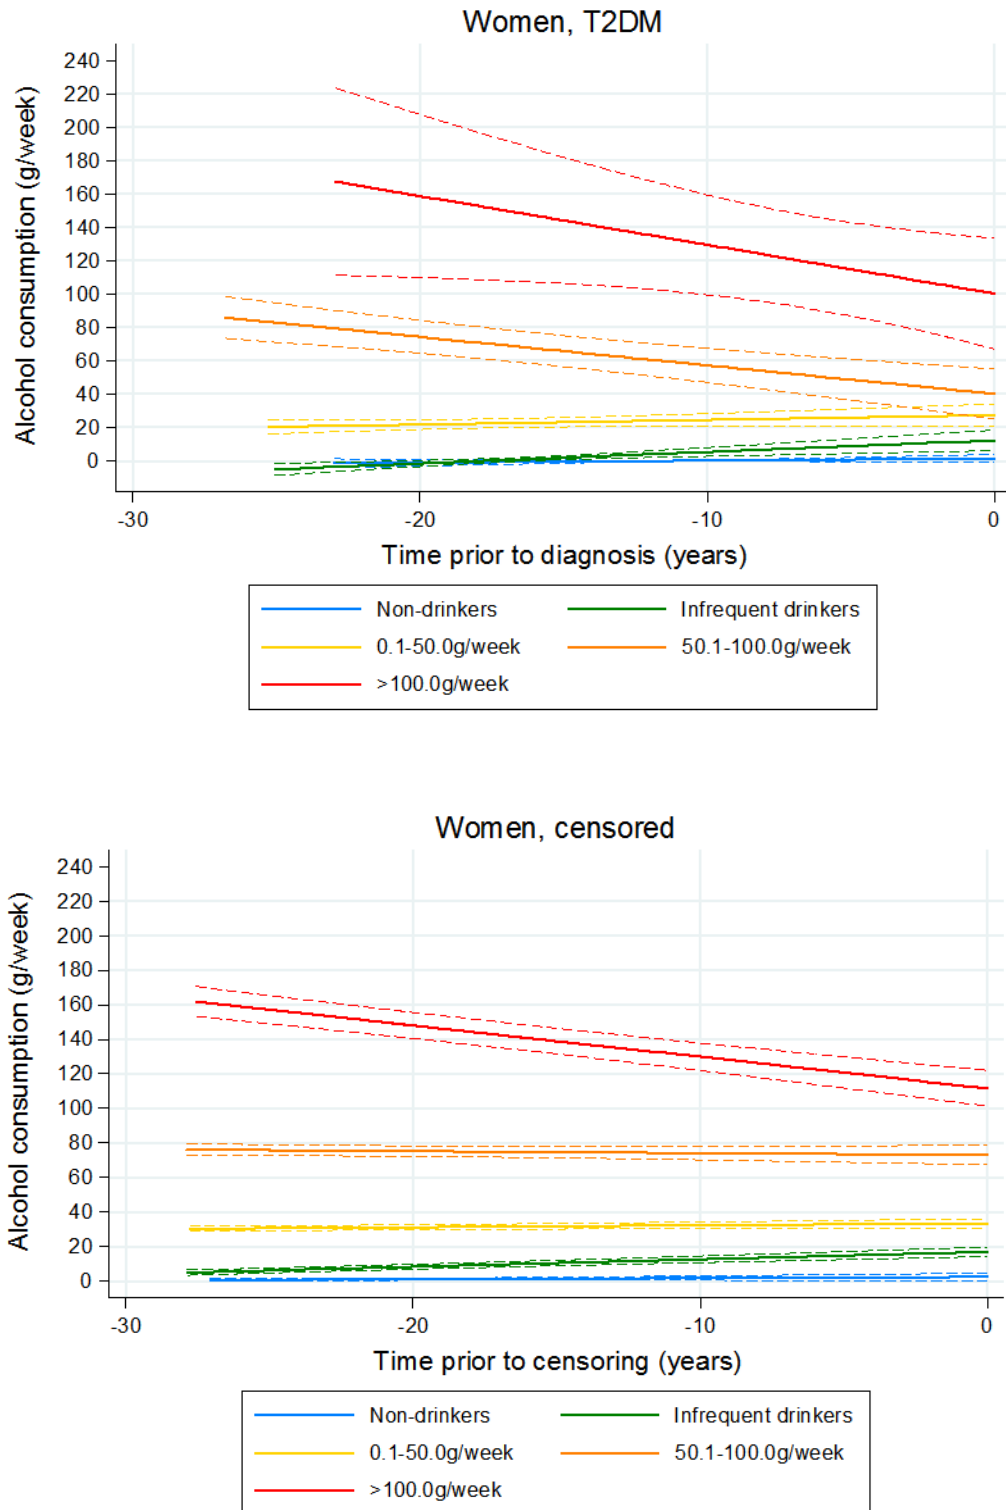 Women, T2DM
Alcohol consumption (g/week)
240
220
200
180
160
140
120
100
80
60
40
20
0
-30 -20 -10 0
Time prior to diagnosis (years)
Non-drinkers Infrequent drinkers
0.1-50.0g/week 50.1-100.0g/week
>100.0g/week
Women, censored
Alcohol consumption (g/week)
240
220
200
180
160
140
120
100
80
60
40
20
0
-30 -20 -10 0
Time prior to censoring (years)
Non-drinkers Infrequent drinkers
0.1-50.0g/week 50.1-100.0g/week
>100.0g/week